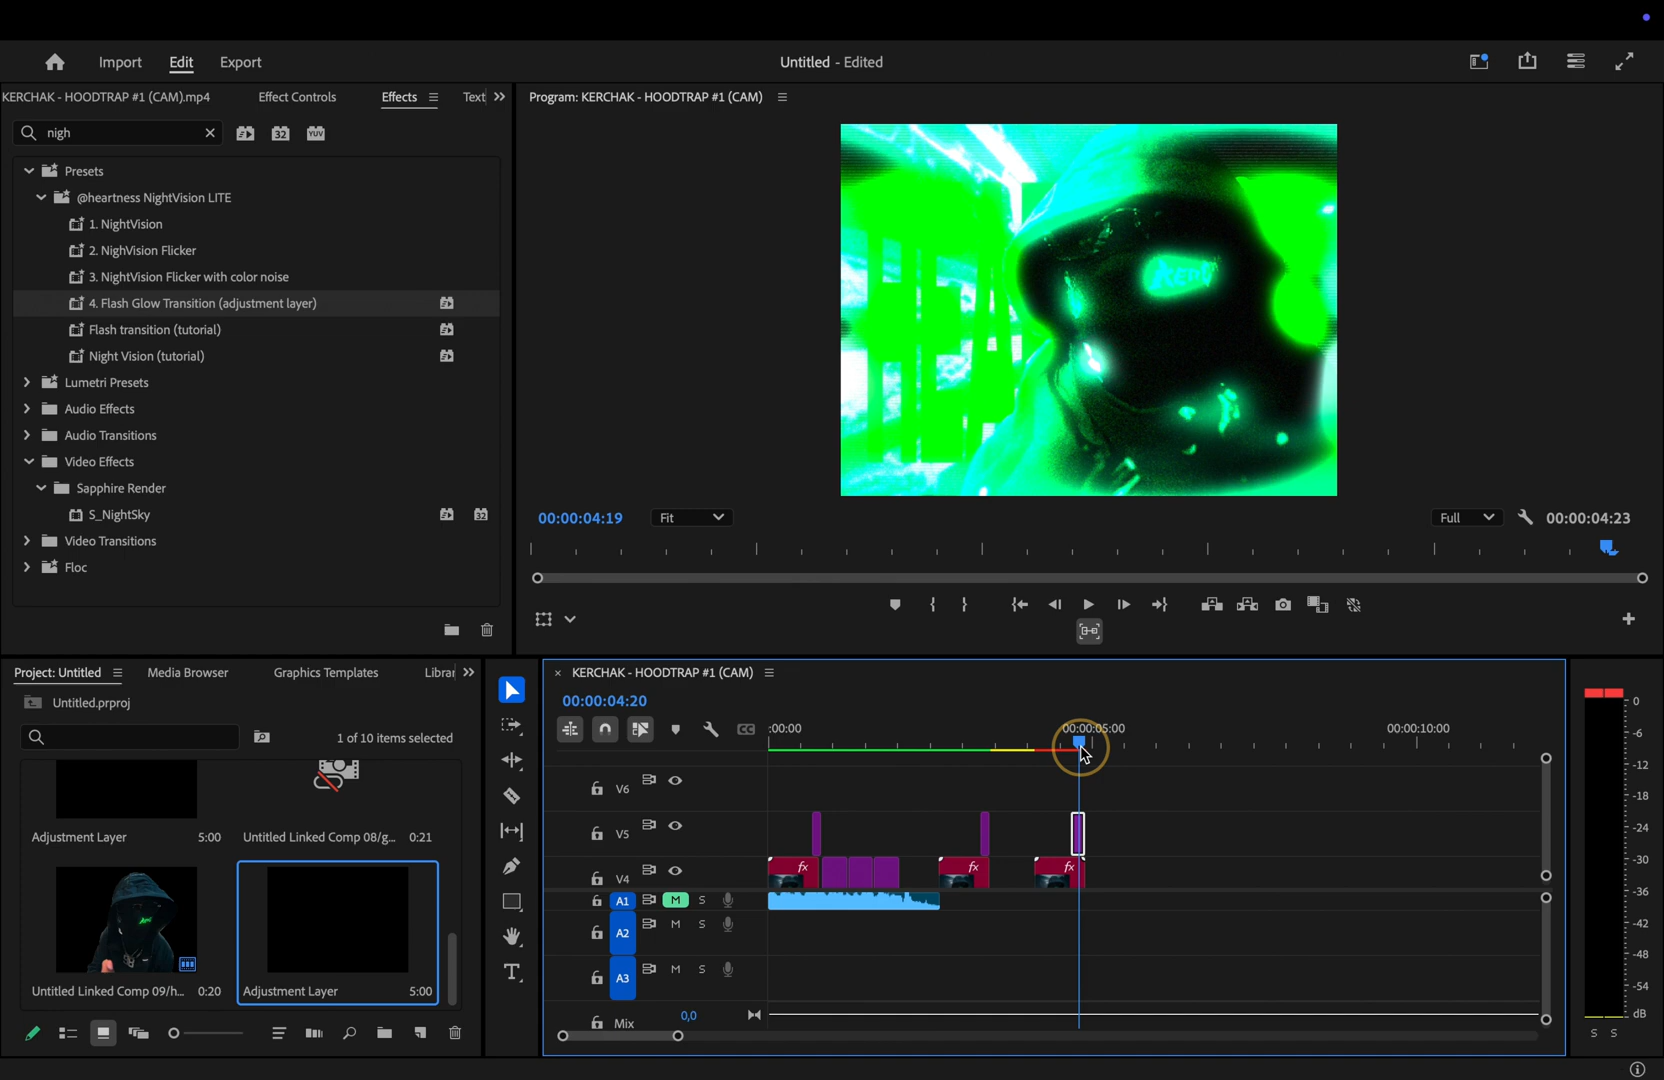 Import Edit Export
Untitled - Edited
KERCHAK - HOODTRAP #1 (CAM).mp4 Effect Controls Effects Text
nigh
32 YUV
Presets
@heartness NightVision LITE
1. NightVision
2. NighVision Flicker
3. NightVision Flicker with color noise
4. Flash Glow Transition (adjustment layer)
Flash transition (tutorial)
Night Vision (tutorial)
Lumetri Presets
Audio Effects
Audio Transitions
Video Effects
Sapphire Render
S_NightSky
32
Video Transitions
Floc
Program: KERCHAK - HOODTRAP #1 (CAM)
00:00:04:19 Fit Full 00:00:04:23
Project: Untitled Media Browser Graphics Templates Librar
Untitled.prproj
1 of 10 items selected
Adjustment Layer 5:00
Untitled Linked Comp 08/g... 0:21
Untitled Linked Comp 09/h... 0:20
Adjustment Layer 5:00
KERCHAK - HOODTRAP #1 (CAM)
00:00:04:20
CC
:00:00 00:00:05:00 00:00:10:00
V6
V5
V4 fx fx fx
A1 M S
A2 M S
A3 M S
Mix 0,0
0
-6
-12
-18
-24
-30
-36
-42
-48
-54
dB
S S